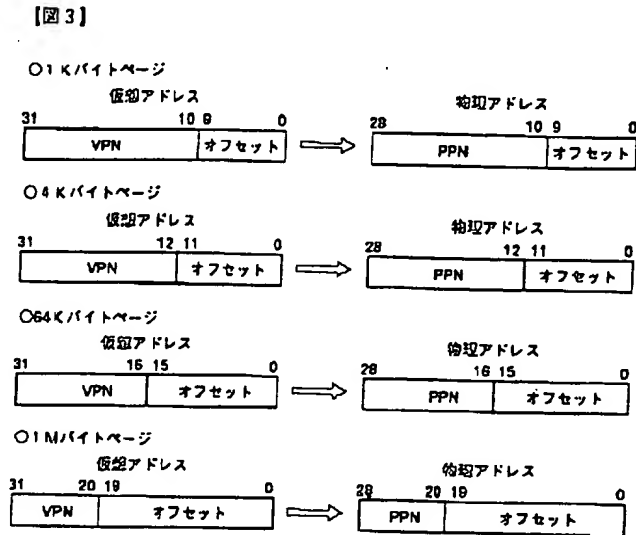 【図3】
○1Kバイトページ
仮想アドレス 物理アドレス
31 10 9 0 28 10 9 0
VPN オフセット PPN オフセット
○4Kバイトページ
仮想アドレス 物理アドレス
31 12 11 0 28 12 11 0
VPN オフセット PPN オフセット
○64Kバイトページ
仮想アドレス 物理アドレス
31 16 15 0 28 16 15 0
VPN オフセット PPN オフセット
○1Mバイトページ
仮想アドレス 物理アドレス
31 20 19 0 28 20 19 0
VPN オフセット PPN オフセット